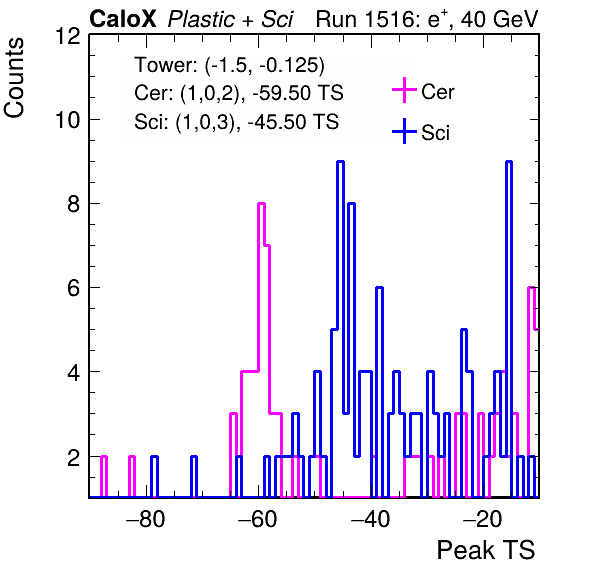 CaloX Plastic + Sci Run 1516: e⁺, 40 GeV
Counts
12
10
8
6
4
2
Tower: (-1.5, -0.125)
Cer: (1,0,2), -59.50 TS
Sci: (1,0,3), -45.50 TS
Cer
Sci
−80 −60 −40 −20
Peak TS